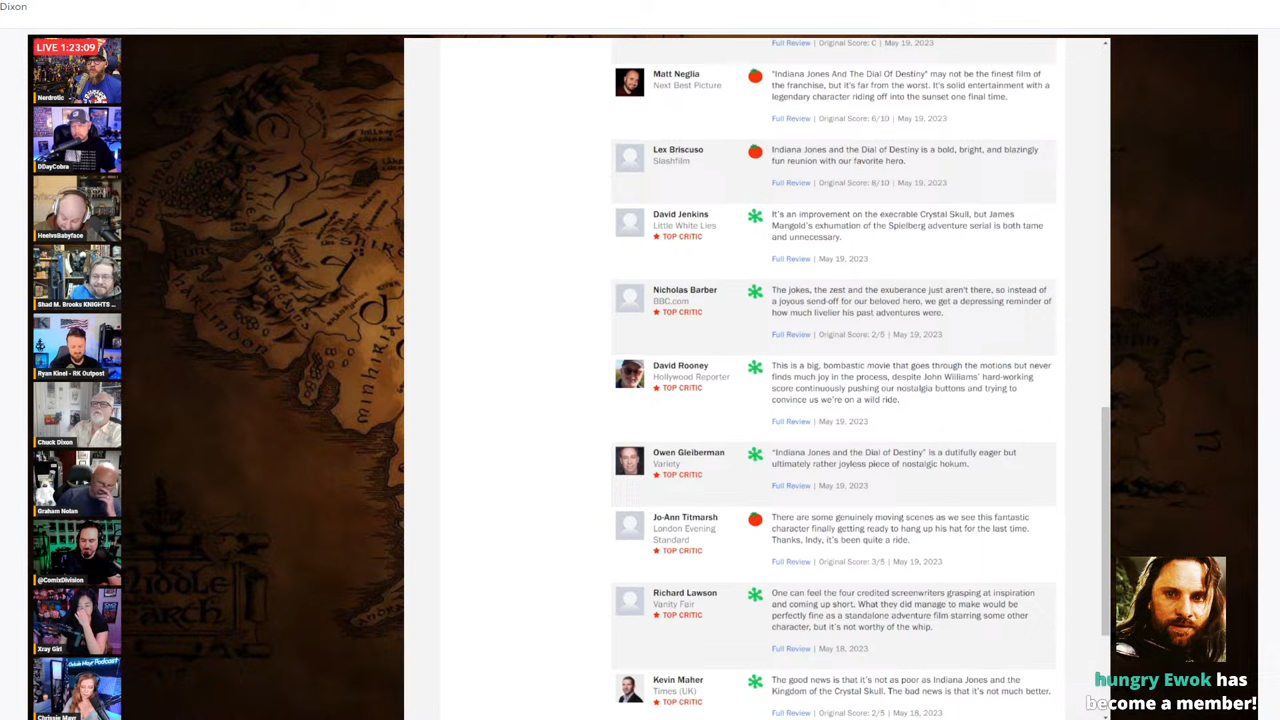 Dixon
LIVE 1:23:09
Nerdrotic
DDayCobra
HeelvsBabyface
Shad M. Brooks KNIGHTS ...
Ryan Kinel - RK Outpost
Chuck Dixon
Graham Nolan
@ComixDivision
Xray Girl
Chrissie Mayr
Full Review | Original Score: C | May 19, 2023
Matt Neglia
Next Best Picture
"Indiana Jones And The Dial Of Destiny" may not be the finest film of
the franchise, but it's far from the worst. It's solid entertainment with a
legendary character riding off into the sunset one final time.
Full Review | Original Score: 6/10 | May 19, 2023
Lex Briscuso
Slashfilm
Indiana Jones and the Dial of Destiny is a bold, bright, and blazingly
fun reunion with our favorite hero.
Full Review | Original Score: 8/10 | May 19, 2023
David Jenkins
Little White Lies
TOP CRITIC
It's an improvement on the execrable Crystal Skull, but James
Mangold's exhumation of the Spielberg adventure serial is both tame
and unnecessary.
Full Review | May 19, 2023
Nicholas Barber
BBC.com
TOP CRITIC
The jokes, the zest and the exuberance just aren't there, so instead of
a joyous send-off for our beloved hero, we get a depressing reminder of
how much livelier his past adventures were.
Full Review | Original Score: 2/5 | May 19, 2023
David Rooney
Hollywood Reporter
TOP CRITIC
This is a big, bombastic movie that goes through the motions but never
finds much joy in the process, despite John Williams' hard-working
score continuously pushing our nostalgia buttons and trying to
convince us we're on a wild ride.
Full Review | May 19, 2023
Owen Gleiberman
Variety
TOP CRITIC
"Indiana Jones and the Dial of Destiny" is a dutifully eager but
ultimately rather joyless piece of nostalgic hokum.
Full Review | May 19, 2023
Jo-Ann Titmarsh
London Evening
Standard
TOP CRITIC
There are some genuinely moving scenes as we see this fantastic
character finally getting ready to hang up his hat for the last time.
Thanks, Indy, it's been quite a ride.
Full Review | Original Score: 3/5 | May 19, 2023
Richard Lawson
Vanity Fair
TOP CRITIC
One can feel the four credited screenwriters grasping at inspiration
and coming up short. What they did manage to make would be
perfectly fine as a standalone adventure film starring some other
character, but it's not worthy of the whip.
Full Review | May 18, 2023
Kevin Maher
Times (UK)
TOP CRITIC
The good news is that it's not as poor as Indiana Jones and the
Kingdom of the Crystal Skull. The bad news is that it's not much better.
Full Review | Original Score: 2/5 | May 18, 2023
hungry Ewok has
become a member!